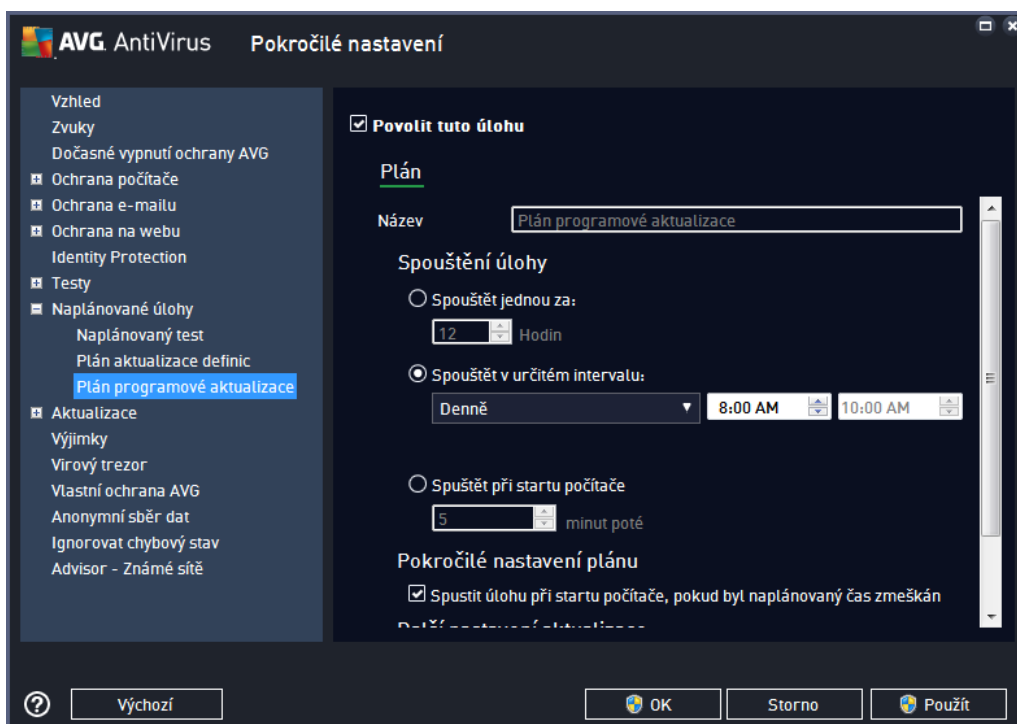 AVG. AntiVirus Pokročilé nastavení
Vzhled
Zvuky
Dočasné vypnutí ochrany AVG
Ochrana počítače
Ochrana e-mailu
Ochrana na webu
Identity Protection
Testy
Naplánované úlohy
Naplánovaný test
Plán aktualizace definic
Plán programové aktualizace
Aktualizace
Výjimky
Virový trezor
Vlastní ochrana AVG
Anonymní sběr dat
Ignorovat chybový stav
Advisor - Známé sítě
Povolit tuto úlohu
Plán
Název Plán programové aktualizace
Spouštění úlohy
Spouštět jednou za:
12 Hodin
Spouštět v určitém intervalu:
Denně 8:00 AM 10:00 AM
Spuštět při startu počítače
5 minut poté
Pokročilé nastavení plánu
Spustit úlohu při startu počítače, pokud byl naplánovaný čas zmeškán
Další nastavení aktualizace
? Výchozí OK Storno Použít